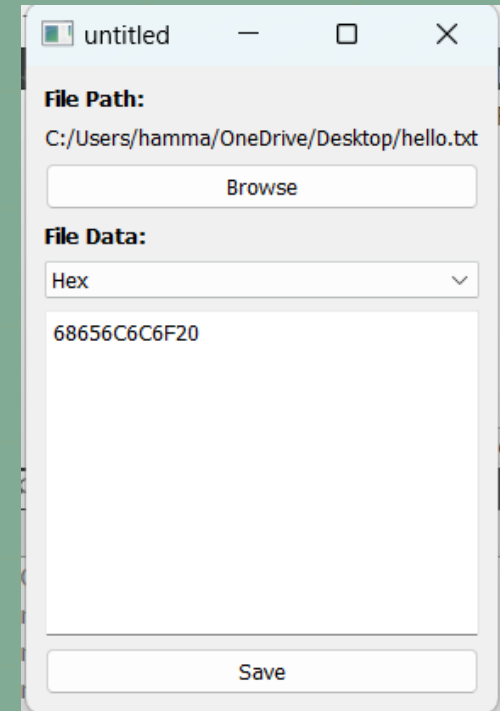 untitled
File Path:
C:/Users/hamma/OneDrive/Desktop/hello.txt
Browse
File Data:
Hex
68656C6C6F20
Save